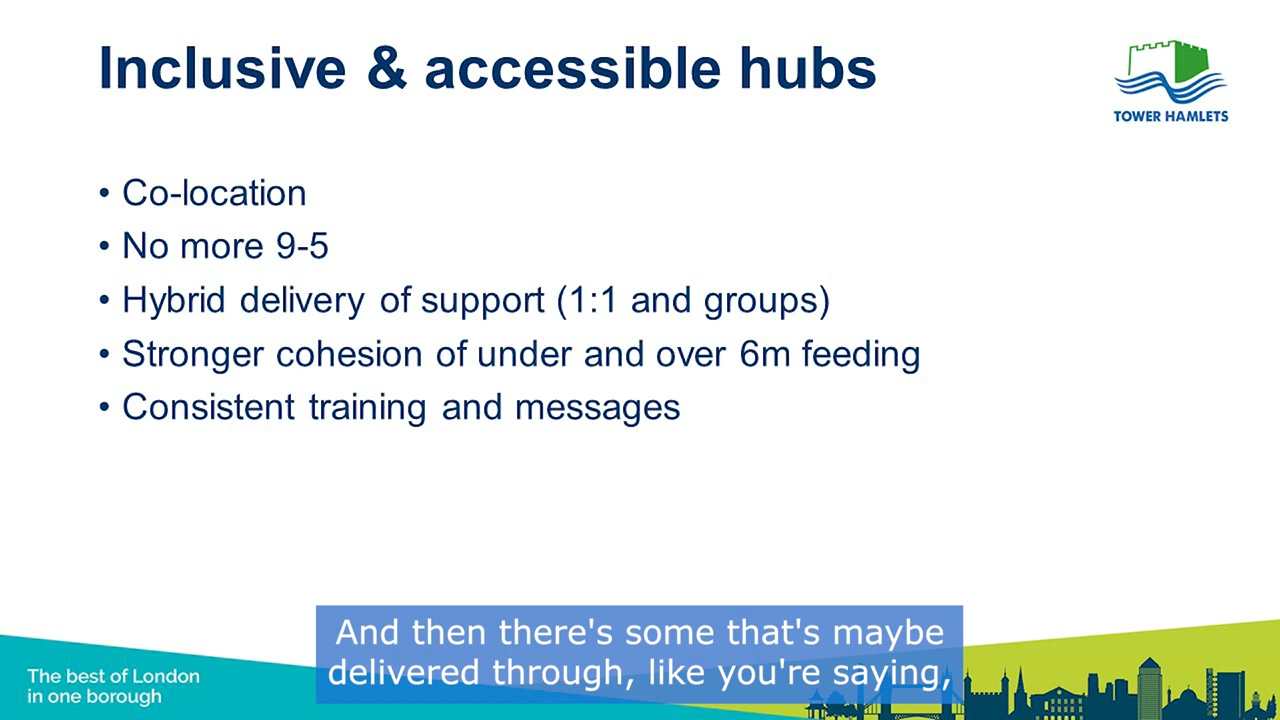 Inclusive & accessible hubs
TOWER HAMLETS
• Co-location
• No more 9-5
• Hybrid delivery of support (1:1 and groups)
• Stronger cohesion of under and over 6m feeding
• Consistent training and messages
And then there's some that's maybe
delivered through, like you're saying,
The best of London
in one borough